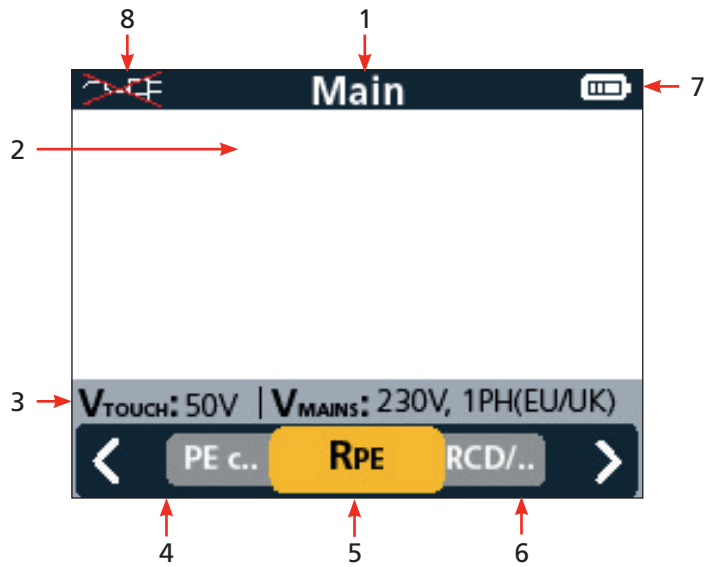 8 1
Main
7
2
3
VTOUCH: 50V | VMAINS: 230V, 1PH(EU/UK)
PE c.. RPE RCD/..
4 5 6